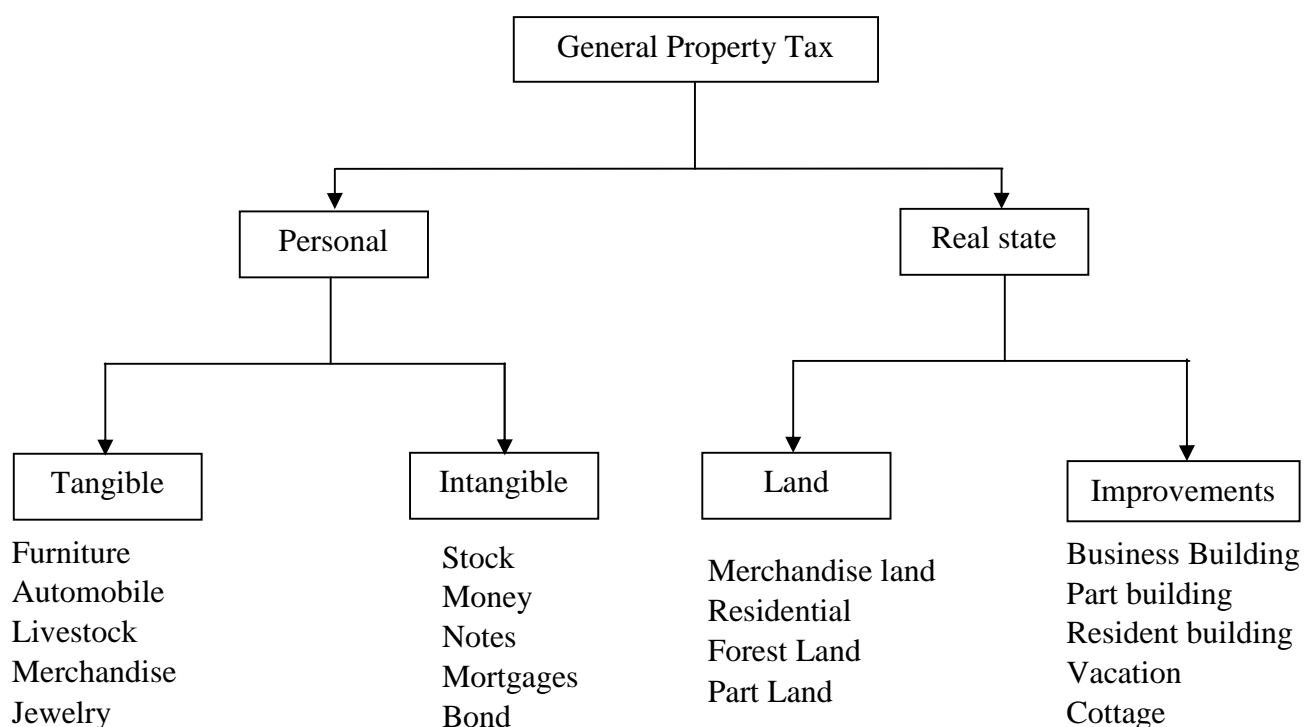 General Property Tax
Personal
Real state
Tangible
Intangible
Land
Improvements
Furniture
Automobile
Livestock
Merchandise
Jewelry
Stock
Money
Notes
Mortgages
Bond
Merchandise land
Residential
Forest Land
Part Land
Business Building
Part building
Resident building
Vacation
Cottage